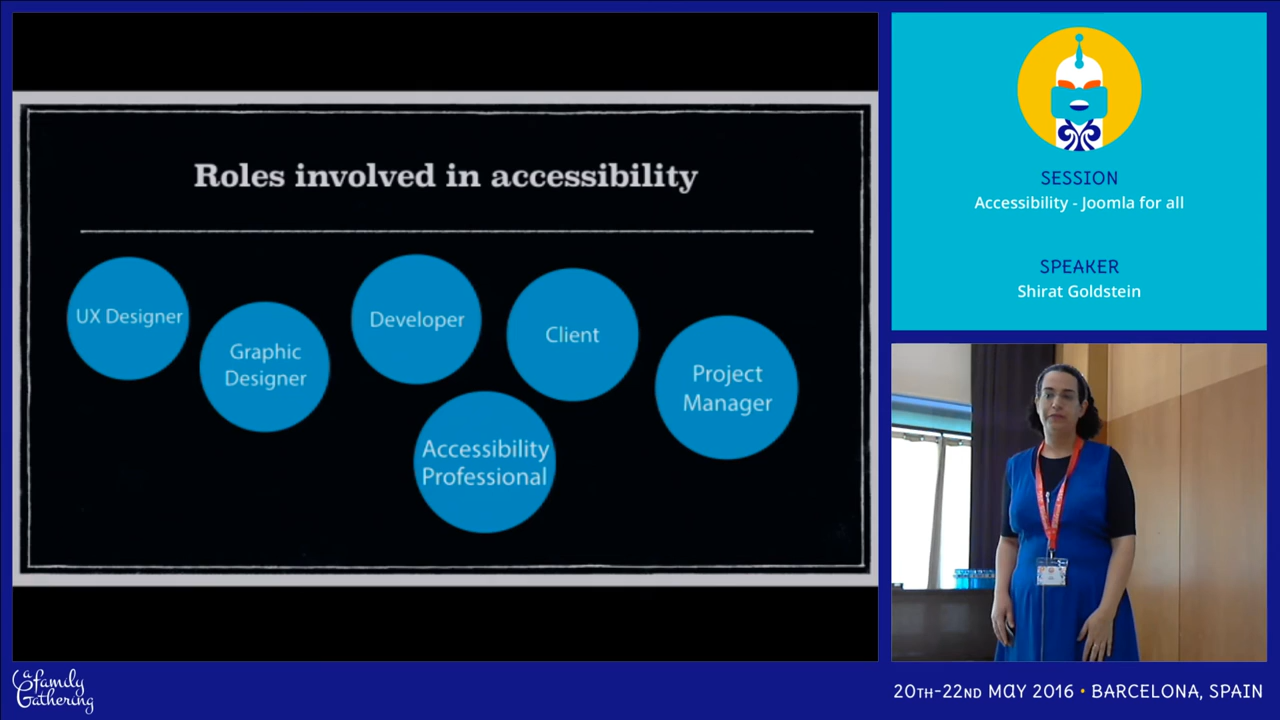 Roles involved in accessibility
UX Designer
Graphic
Designer
Developer
Client
Project
Manager
Accessibility
Professional
SESSION
Accessibility - Joomla for all
SPEAKER
Shirat Goldstein
a family
Gathering
20TH-22ND MAY 2016 • BARCELONA, SPAIN